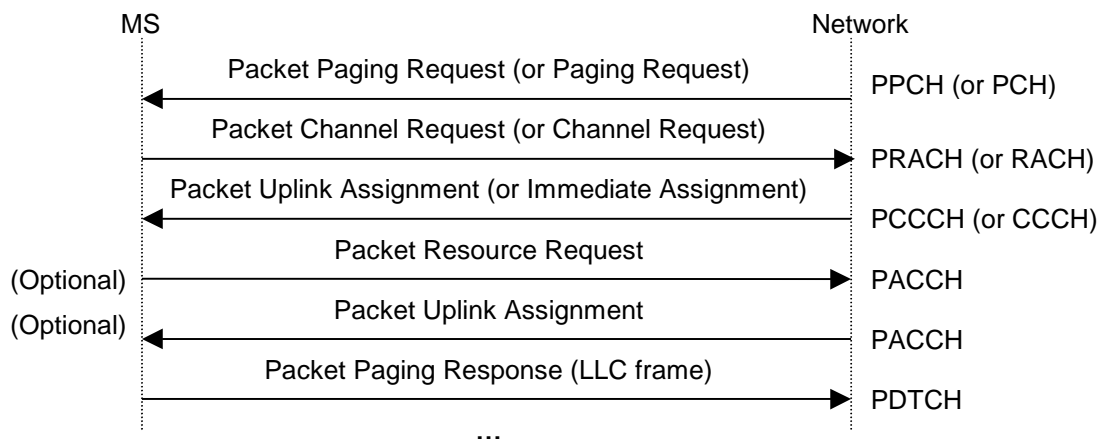 MS
Network
Packet Paging Request (or Paging Request)
PPCH (or PCH)
Packet Channel Request (or Channel Request)
PRACH (or RACH)
Packet Uplink Assignment (or Immediate Assignment)
PCCCH (or CCCH)
Packet Resource Request
(Optional)
PACCH
Packet Uplink Assignment
(Optional)
PACCH
Packet Paging Response (LLC frame)
PDTCH
...